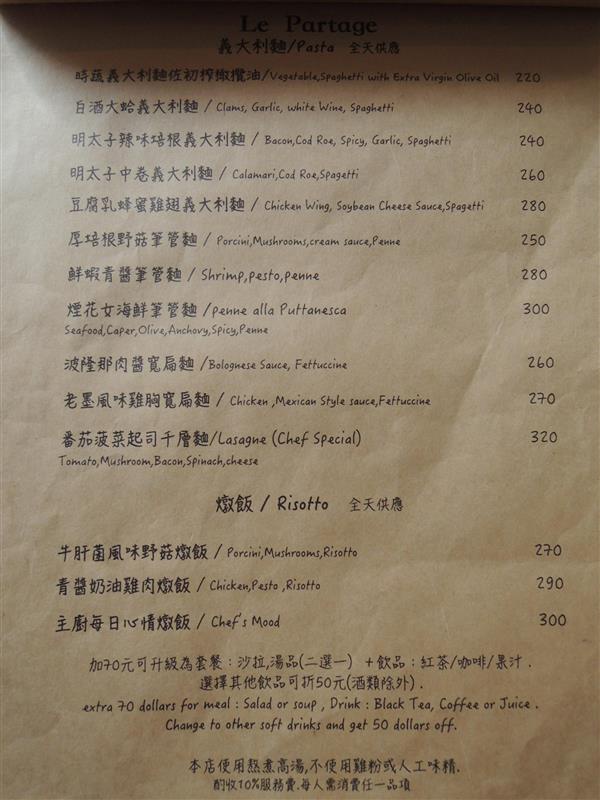 Le Partage
義大利麵/Pasta 全天供應
時蔬義大利麵佐初榨橄欖油/Vegetable,Spaghetti with Extra Virgin Olive Oil 220
白酒大蛤義大利麵 / Clams, Garlic, white Wine, Spaghetti 240
明太子辣味培根義大利麵 / Bacon,Cod Roe, Spicy, Garlic, Spaghetti 240
明太子中卷義大利麵 / Calamari,Cod Roe,Spagetti 260
豆腐乳蜂蜜雞翅義大利麵 / Chicken Wing, Soybean Cheese Sauce,Spagetti 280
厚培根野菇筆管麵 / Porcini,Mushrooms,cream sauce,Penne 250
鮮蝦青醬筆管麵 / Shrimp,pesto,penne 280
煙花女海鮮筆管麵 /penne alla Puttanesca 300
Seafood,Caper,Olive,Anchovy,Spicy,Penne
波隆那肉醬寬扁麵 /Bolognese Sauce, Fettuccine 260
老墨風味雞胸寬扁麵 / Chicken ,Mexican Style sauce,Fettuccine 270
番茄菠菜起司千層麵/Lasagne (Chef Special) 320
Tomato,Mushroom,Bacon,Spinach,cheese
燉飯 / Risotto 全天供應
牛肝菌風味野菇燉飯 / Porcini,Mushrooms,Risotto 270
青醬奶油雞肉燉飯 / Chicken,Pesto ,Risotto 290
主廚每日心情燉飯 / Chef's Mood 300
加70元可升級為套餐：沙拉,湯品(二選一) ＋飲品：紅茶/咖啡/果汁 .
選擇其他飲品可折50元(酒類除外) .
extra 70 dollars for meal : Salad or soup , Drink : Black Tea, Coffee or Juice .
Change to other soft drinks and get 50 dollars off.
本店使用熬煮高湯,不使用雞粉或人工味精.
酌收10%服務費.每人需消費任一品項